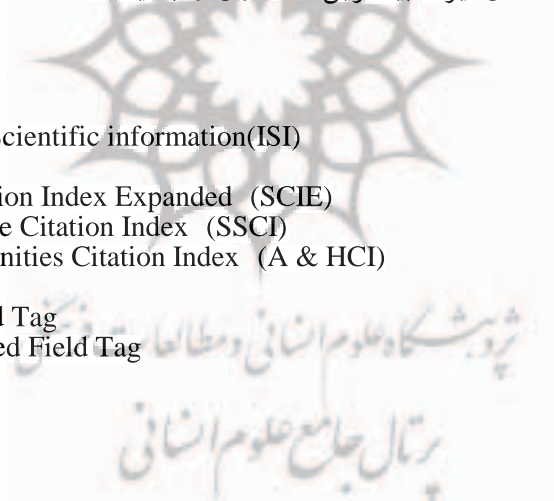 cientific information(ISI)
ion Index Expanded (SCIE)
e Citation Index (SSCI)
nities Citation Index (A & HCI)
Tag
ed Field Tag
پژوهشگاه علوم انسانی و مطالعات فرهنگی
پرتال جامع علوم انسانی